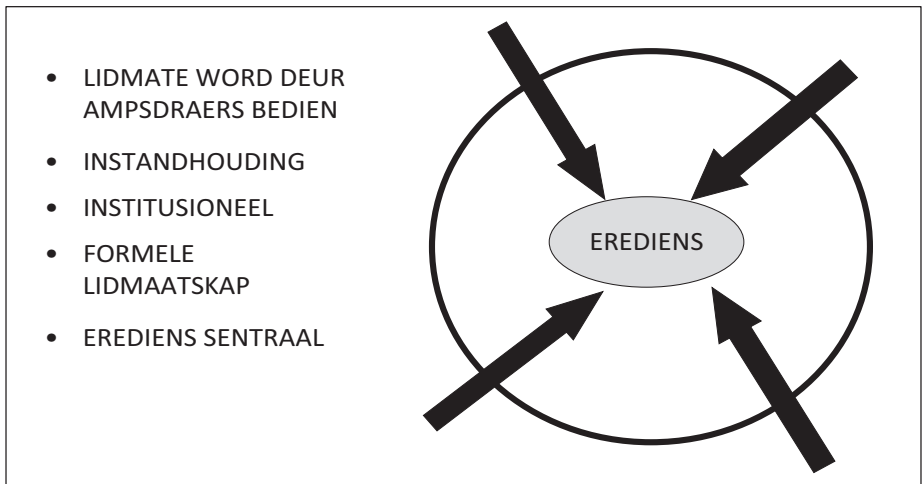 • LIDMATE WORD DEUR
AMPSDRAERS BEDIEN
• INSTANDHOUDING
• INSTITUSIONEEL
• FORMELE
LIDMAATSKAP
• EREDIENS SENTRAAL
EREDIENS